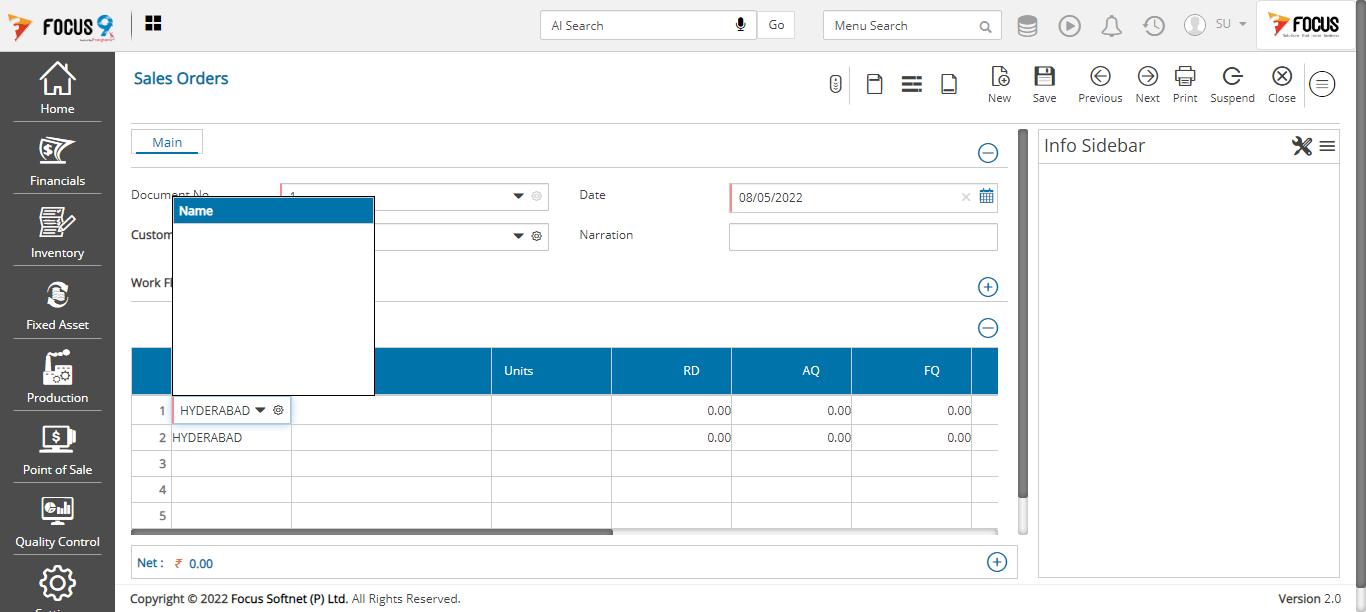 FOCUS 9
AI Search
Go
Menu Search
SU
FOCUS
Home
Financials
Inventory
Fixed Asset
Production
Point of Sale
Quality Control
Sales Orders
New
Save
Previous
Next
Print
Suspend
Close
Main
Info Sidebar
Document No
Date
08/05/2022
Name
Custom
Narration
Work Fl
Units RD AQ FQ
1 HYDERABAD 0.00 0.00 0.00
2 HYDERABAD 0.00 0.00 0.00
3
4
5
Net : ₹ 0.00
Copyright © 2022 Focus Softnet (P) Ltd. All Rights Reserved.
Version 2.0